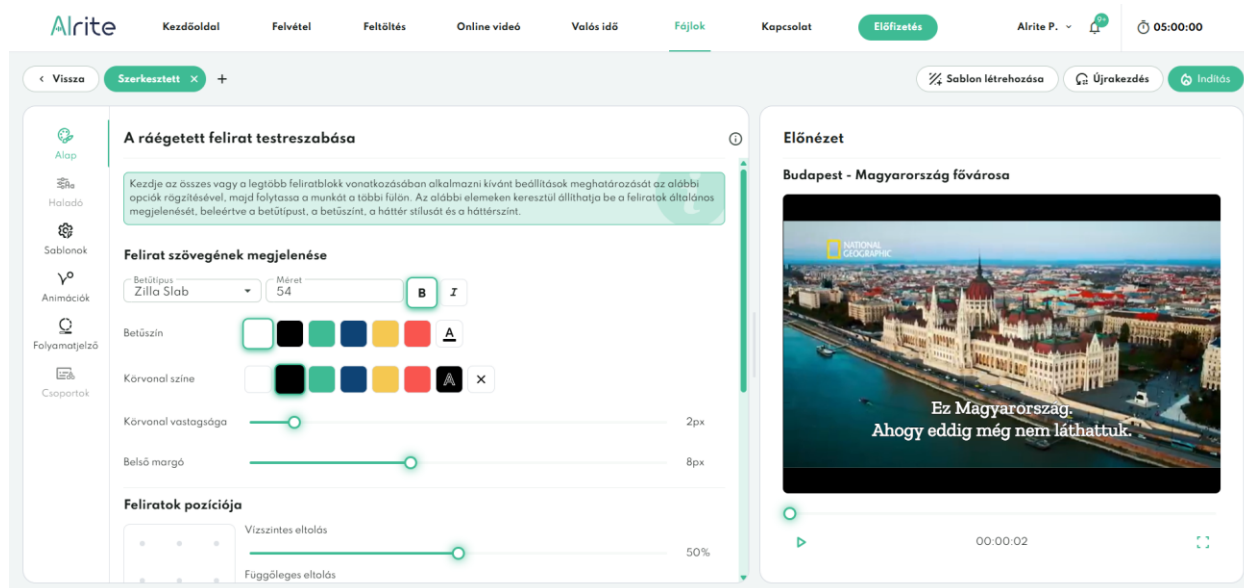 Alrite
Kezdőoldal
Felvétel
Feltöltés
Online videó
Valós idő
Fájlok
Kapcsolat
Előfizetés
Alrite P.
9+
05:00:00
Vissza
Szerkesztett
Sablon létrehozása
Újrakezdés
Indítás
Alap
Haladó
Sablonok
Animációk
Folyamatjelző
Csoportok
A ráégetett felirat testreszabása
Kezdje az összes vagy a legtöbb feliratblokk vonatkozásában alkalmazni kívánt beállítások meghatározását az alábbi
opciók rögzítésével, majd folytassa a munkát a többi fülön. Az alábbi elemeken keresztül állíthatja be a feliratok általános
megjelenését, beleértve a betűtípust, a betűszínt, a háttér stílusát és a háttérszínt.
Felirat szövegének megjelenése
Betűtípus
Zilla Slab
Méret
54
B
I
Betűszín
A
Körvonal színe
A
Körvonal vastagsága
2px
Belső margó
8px
Feliratok pozíciója
Vízszintes eltolás
50%
Függőleges eltolás
Előnézet
Budapest - Magyarország fővárosa
NATIONAL
GEOGRAPHIC
Ez Magyarország.
Ahogy eddig még nem láthattuk.
00:00:02